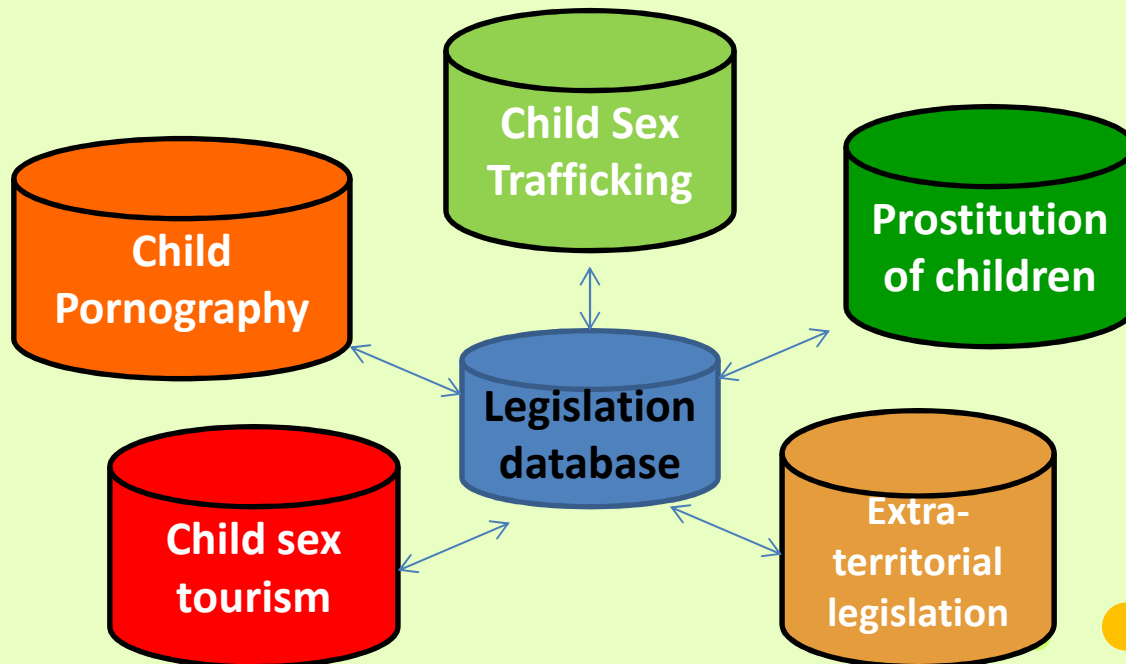 Child Sex
Trafficking
Prostitution
of children
Child
Pornography
Legislation
database
Extra-
territorial
legislation
Child sex
tourism